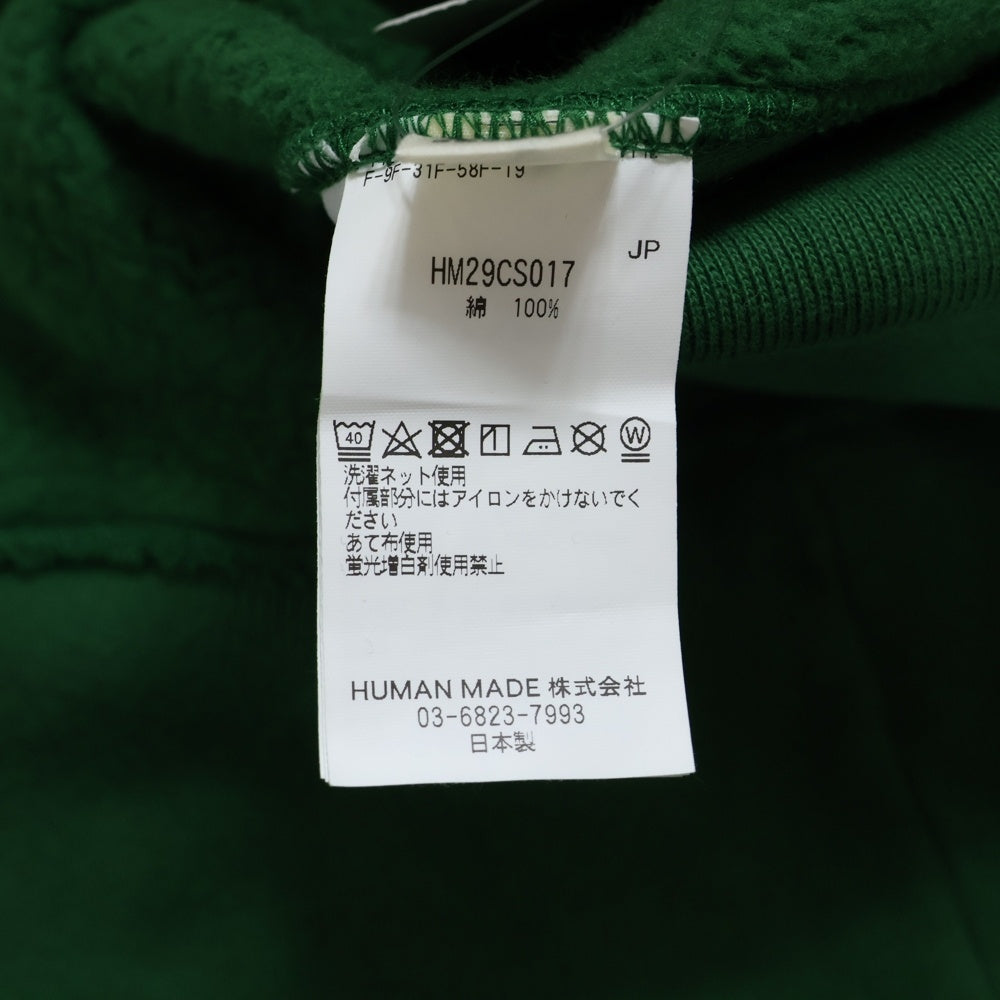 F-9F-31F-58F-19
JP
HM29CS017
綿 100%
40 W
洗濯ネット使用
付属部分にはアイロンをかけないでく
ださい
あて布使用
蛍光増白剤使用禁止
HUMAN MADE 株式会社
03-6823-7993
日本製